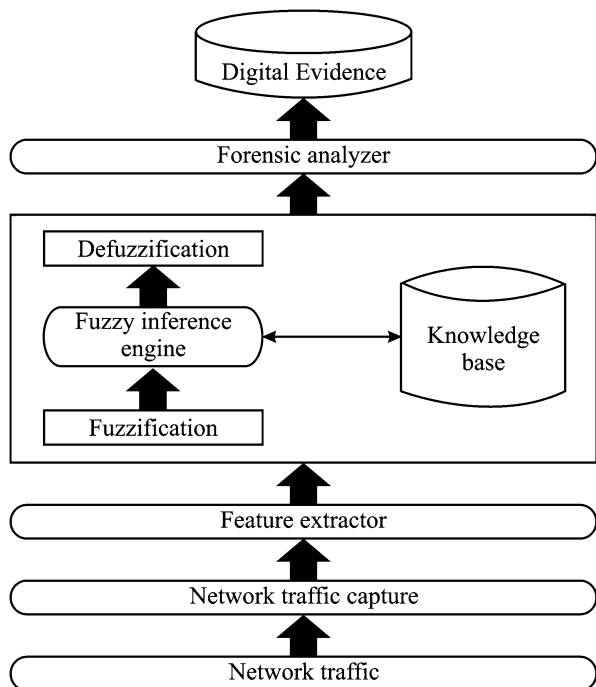 Digital Evidence
Forensic analyzer
Defuzzification
Fuzzy inference
engine
Knowledge
base
Fuzzification
Feature extractor
Network traffic capture
Network traffic